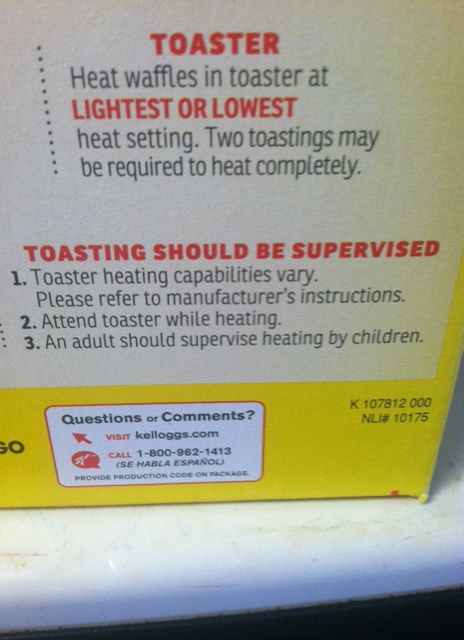 TOASTER
Heat waffles in toaster at
LIGHTEST OR LOWEST
heat setting. Two toastings may
be required to heat completely.
TOASTING SHOULD BE SUPERVISED
1. Toaster heating capabilities vary.
Please refer to manufacturer's instructions.
2. Attend toaster while heating.
3. An adult should supervise heating by children.
GO
Questions or Comments?
VISIT kelloggs.com
CALL 1-800-962-1413
(SE HABLA ESPAÑOL)
PROVIDE PRODUCTION CODE ON PACKAGE.
K 107812 000
NLI# 10175